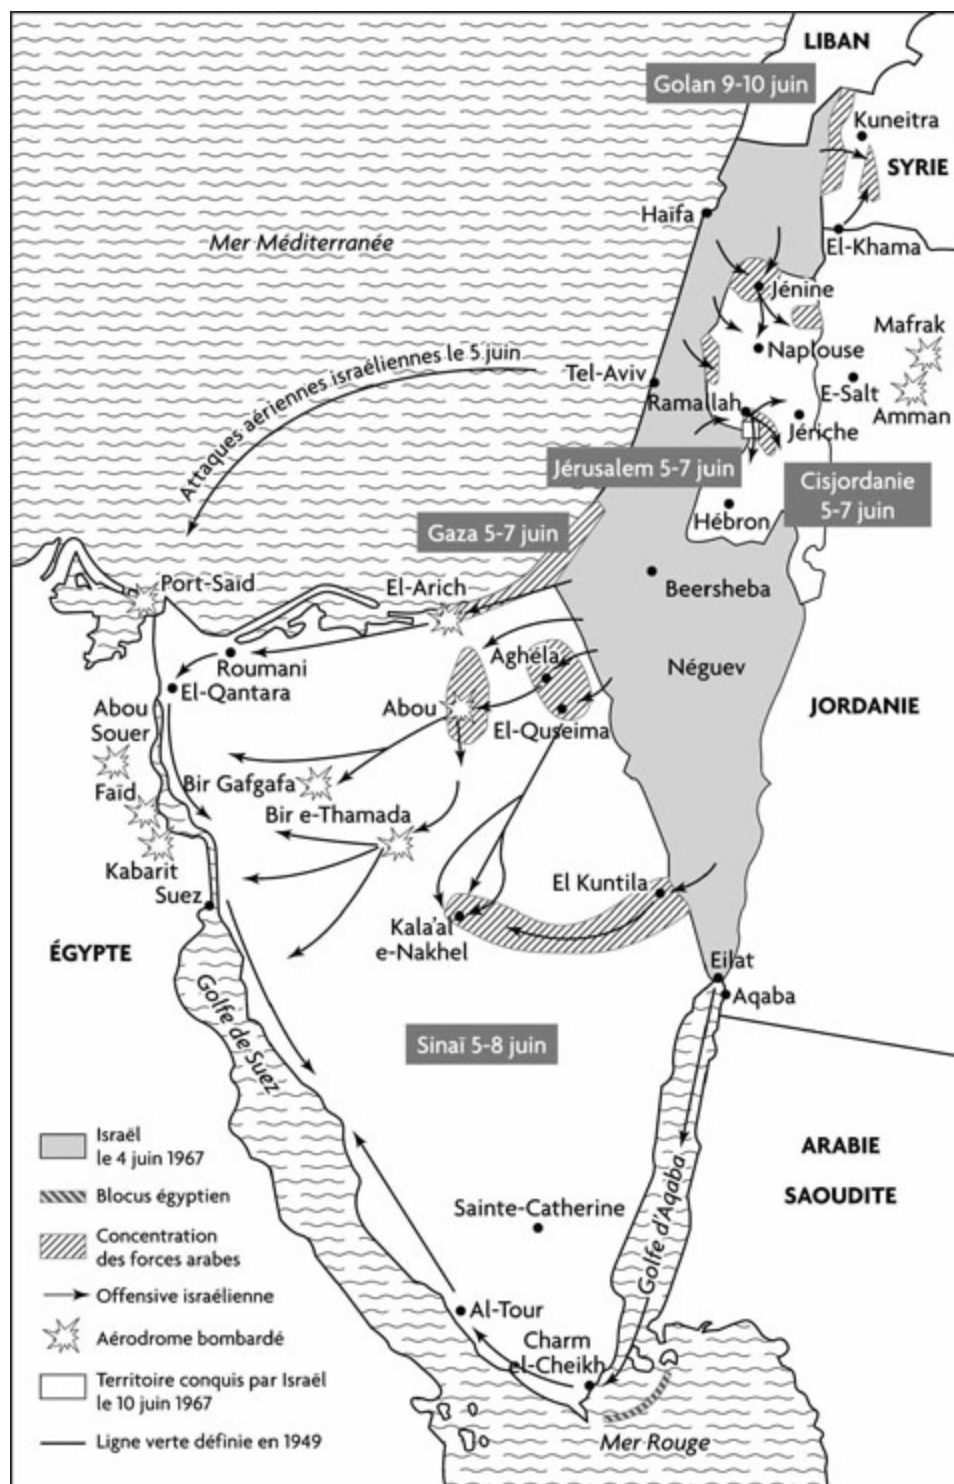 LIBAN
Golan 9-10 juin
Kuneitra
SYRIE
Haïfa
El-Khama
Mer Méditerranée
Jénine
Mafrak
Naplouse
Attaques aériennes israéliennes le 5 juin
Tel-Aviv
E-Salt
Ramallah
Amman
Jériche
Jérusalem 5-7 juin
Cisjordanie
5-7 juin
Hébron
Gaza 5-7 juin
Port-Saïd
El-Arich
Beersheba
Roumani
Aghéla
Néguev
El-Qantara
Abou
Abou
Souer
El-Quseima
JORDANIE
Bir Gafgafa
Faïd
Bir e-Thamada
Kabarit
Suez
El Kuntila
Kala'al
e-Nakhel
ÉGYPTE
Eilat
Aqaba
Golfe de Suez
Sinaï 5-8 juin
ARABIE
SAOUDITE
Golfe d'Aqaba
Sainte-Catherine
Al-Tour
Charm
el-Cheikh
Mer Rouge
Israël
le 4 juin 1967
Blocus égyptien
Concentration
des forces arabes
Offensive israélienne
Aérodrome bombardé
Territoire conquis par Israël
le 10 juin 1967
Ligne verte définie en 1949